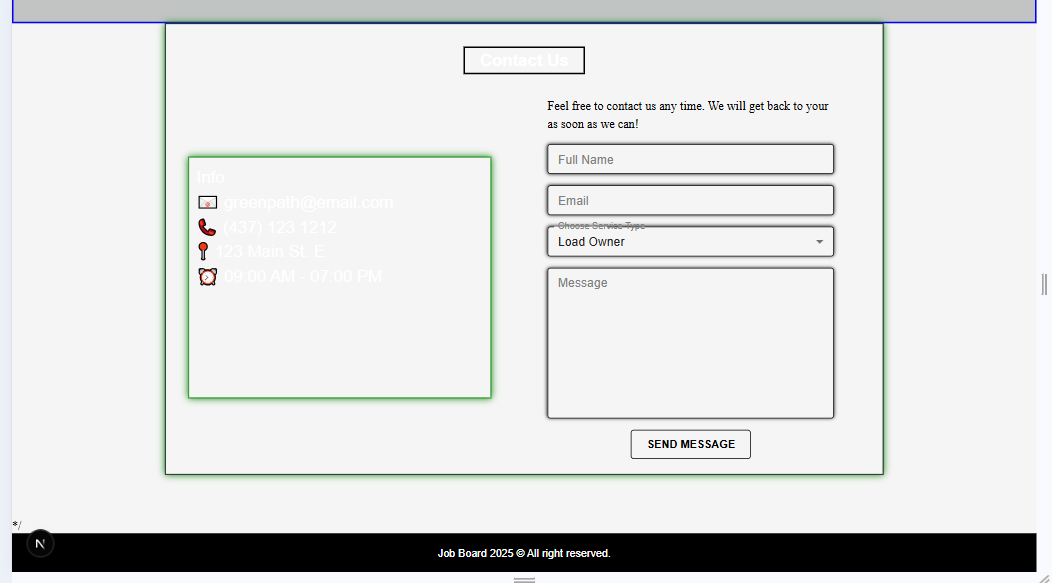 Contact Us
Feel free to contact us any time. We will get back to your
as soon as we can!
Full Name
Email
Choose Service Type
Load Owner
Message
SEND MESSAGE
Info
greenpath@email.com
(437) 123 1212
123 Main St. E
09:00 AM - 07:00 PM
*/
N
Job Board 2025 © All right reserved.